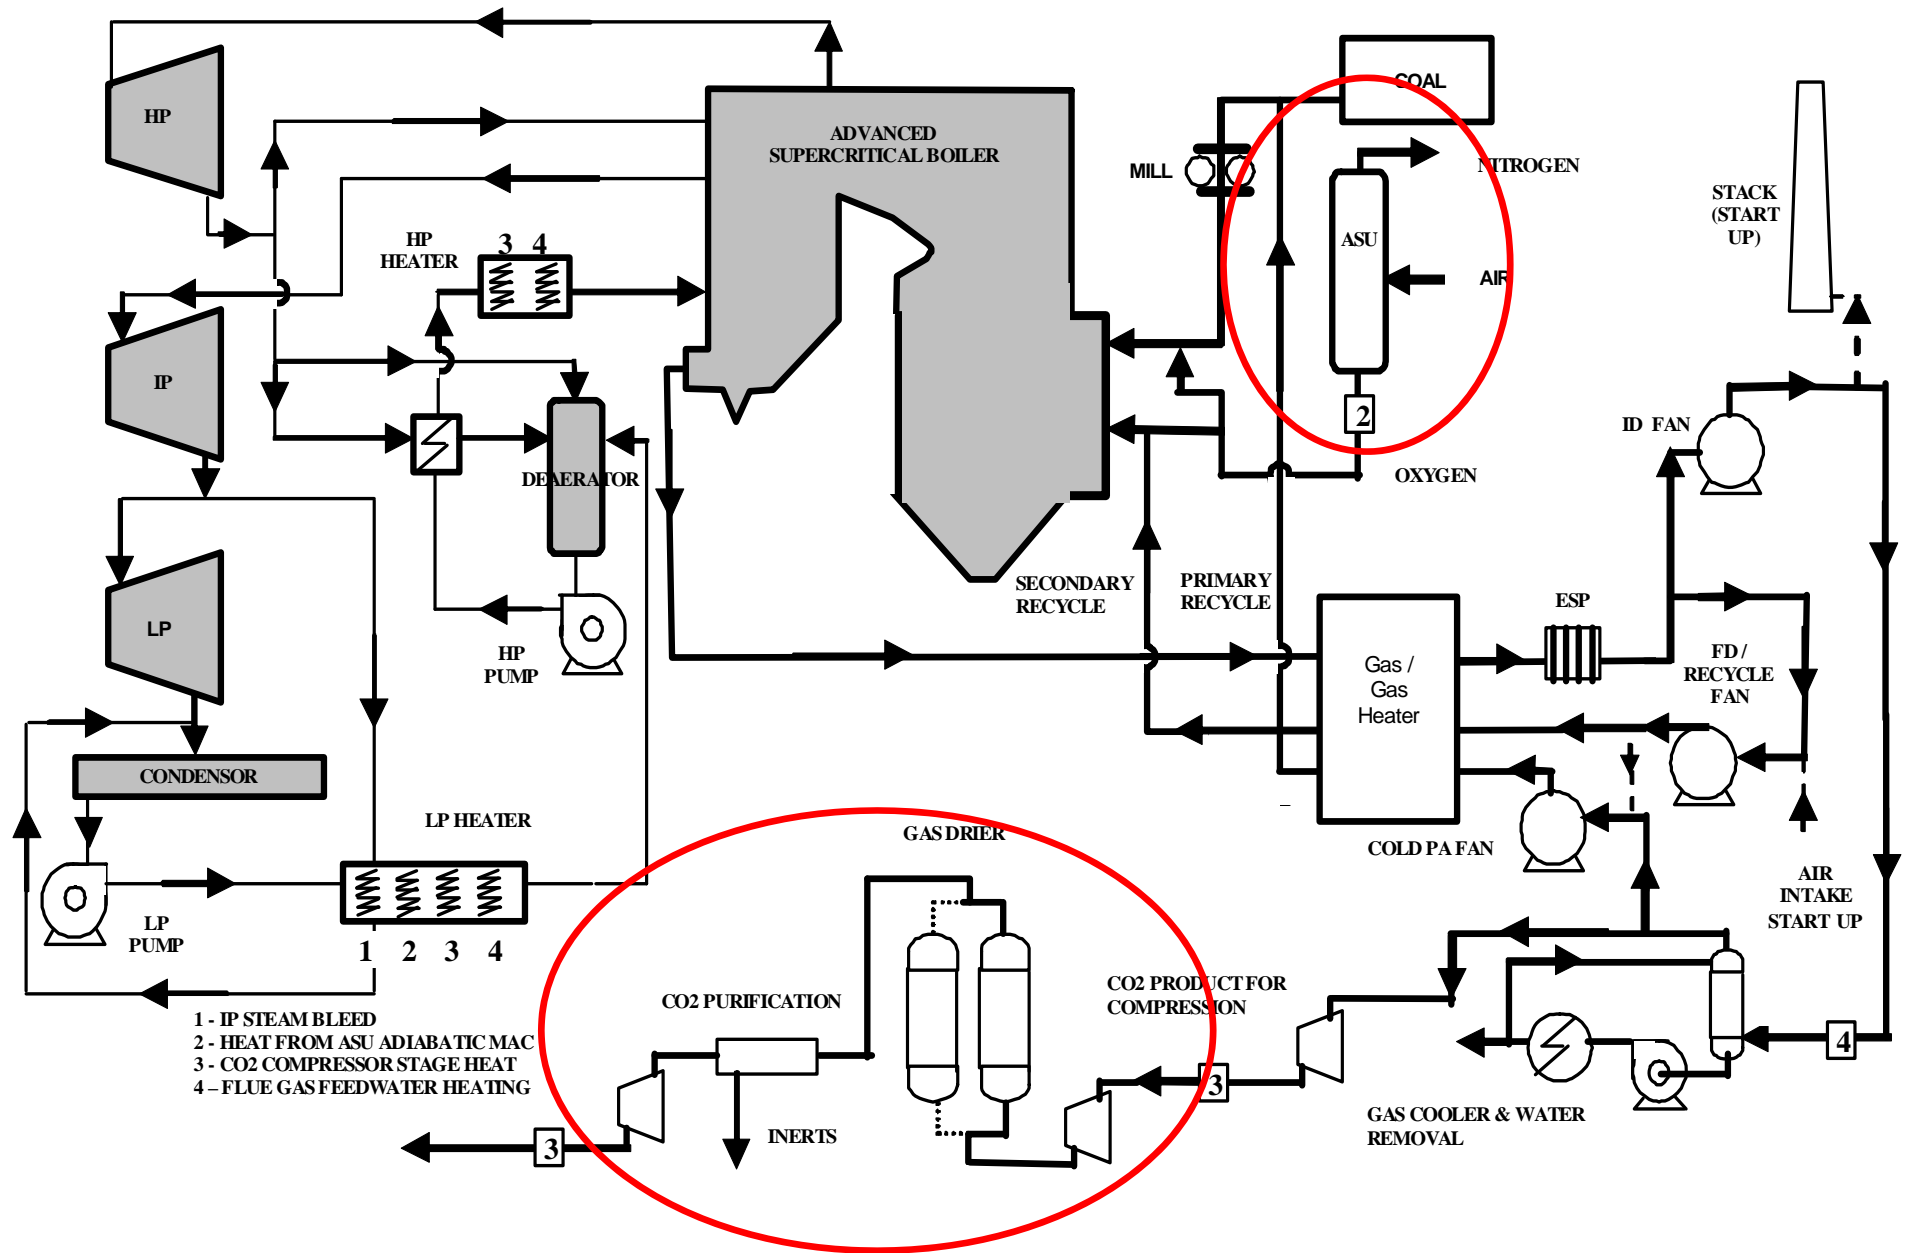 COAL
HP
ADVANCED
SUPERCRITICAL BOILER
MILL
NITROGEN
STACK
(START
UP)
ASU
AIR
HP
HEATER
3 4
IP
2
ID FAN
OXYGEN
DEAERATOR
SECONDARY
RECYCLE
PRIMARY
RECYCLE
ESP
LP
HP
PUMP
Gas /
Gas
Heater
FD /
RECYCLE
FAN
CONDENSOR
LP HEATER
GAS DRIER
COLD PA FAN
AIR
INTAKE
START UP
LP
PUMP
1 2 3 4
CO2 PURIFICATION
CO2 PRODUCT FOR
COMPRESSION
1 - IP STEAM BLEED
2 - HEAT FROM ASU ADIABATIC MAC
3 - CO2 COMPRESSOR STAGE HEAT
4 – FLUE GAS FEEDWATER HEATING
3
4
INERTS
3
GAS COOLER & WATER
REMOVAL